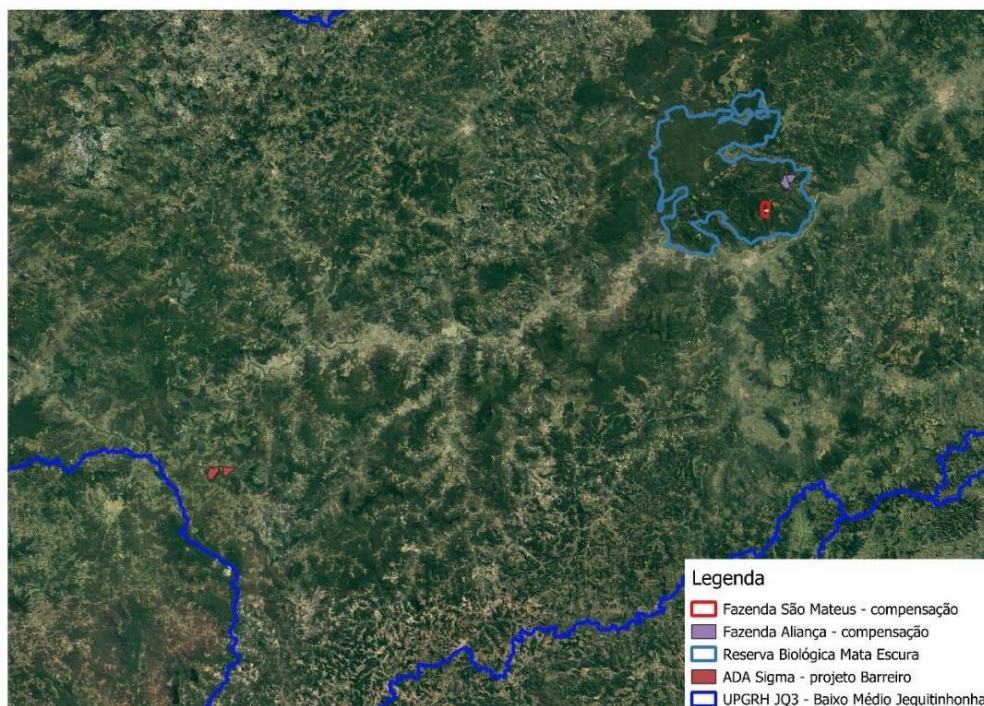 Legenda
Fazenda São Mateus - compensação
Fazenda Aliança - compensação
Reserva Biológica Mata Escura
ADA Sigma - projeto Barreiro
UPGRH JQ3 - Baixo Médio Jequitinhonha